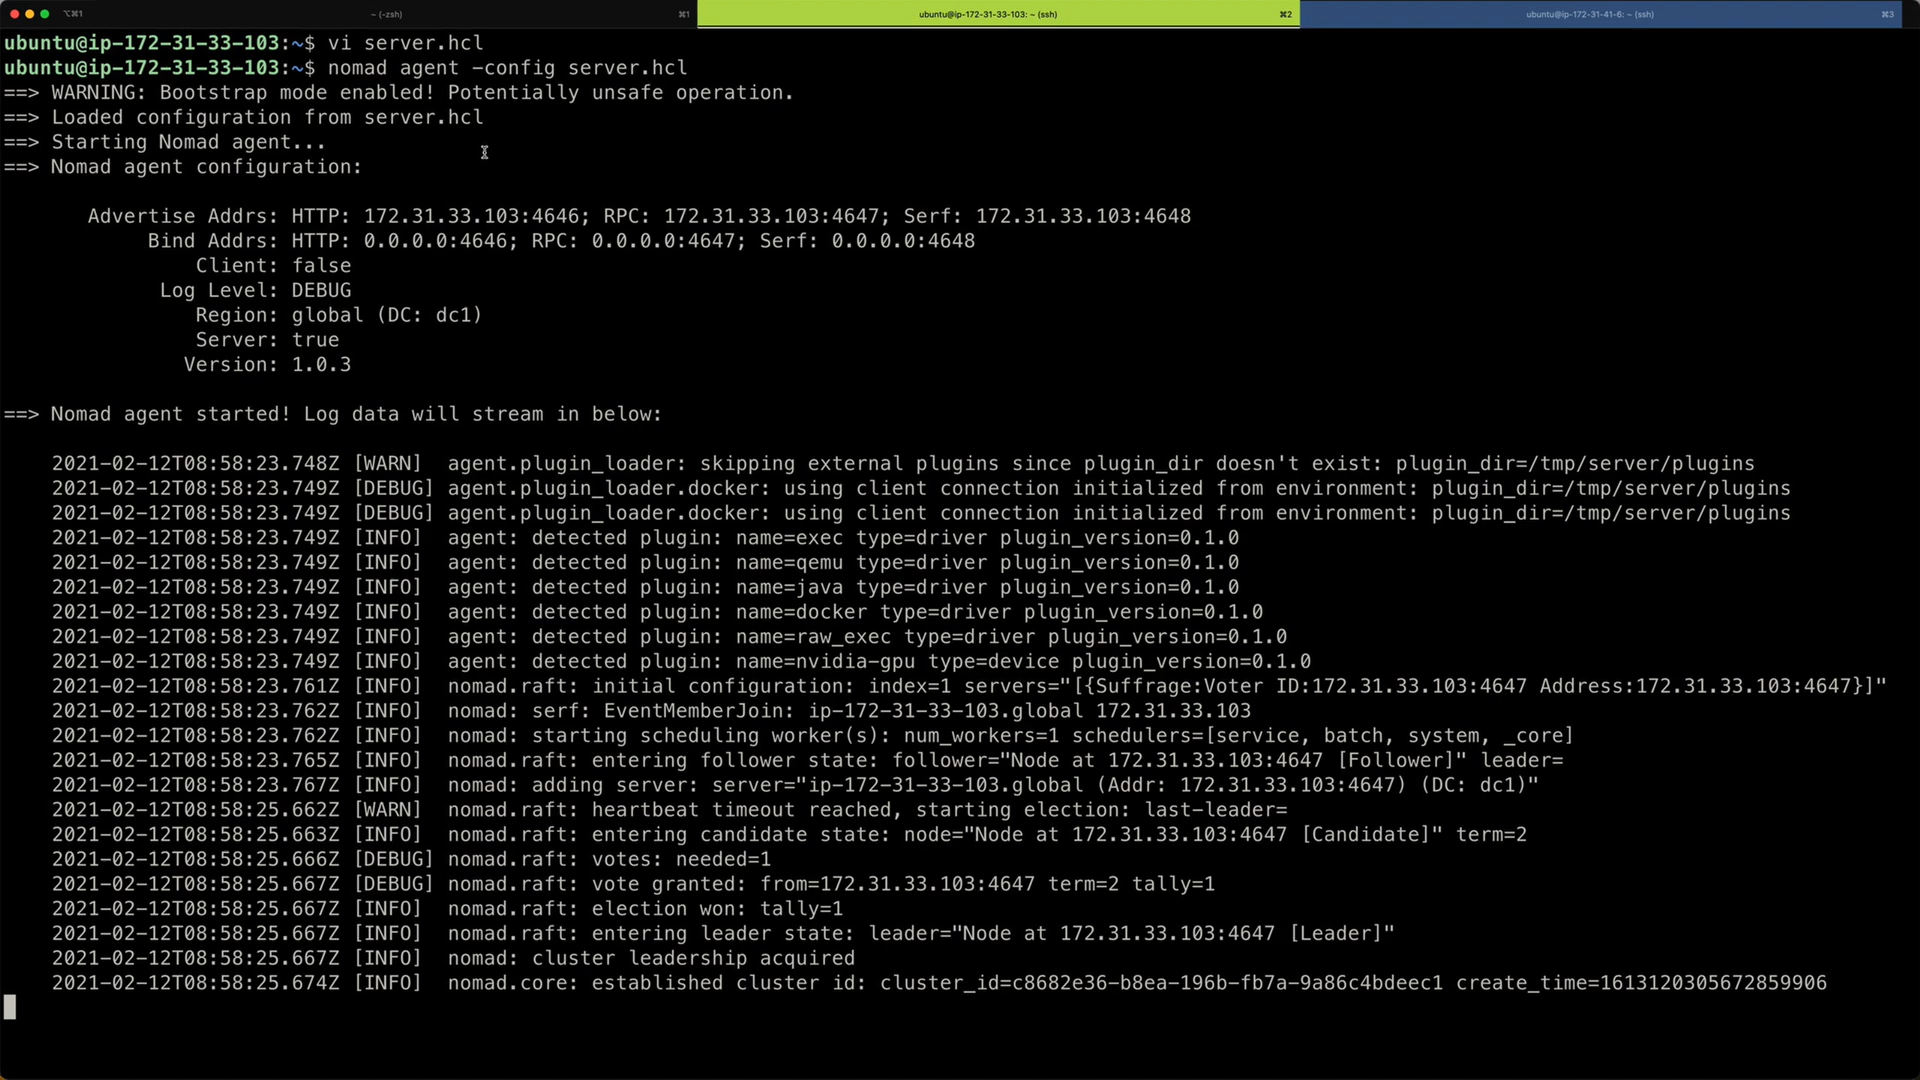 ⌥⌘1 ~ (-zsh) ⌘1 ubuntu@ip-172-31-33-103: ~ (ssh) ⌘2 ubuntu@ip-172-31-41-6: ~ (ssh) ⌘3
ubuntu@ip-172-31-33-103:~$ vi server.hcl
ubuntu@ip-172-31-33-103:~$ nomad agent -config server.hcl
==> WARNING: Bootstrap mode enabled! Potentially unsafe operation.
==> Loaded configuration from server.hcl
==> Starting Nomad agent...
==> Nomad agent configuration:
Advertise Addrs: HTTP: 172.31.33.103:4646; RPC: 172.31.33.103:4647; Serf: 172.31.33.103:4648
Bind Addrs: HTTP: 0.0.0.0:4646; RPC: 0.0.0.0:4647; Serf: 0.0.0.0:4648
Client: false
Log Level: DEBUG
Region: global (DC: dc1)
Server: true
Version: 1.0.3
==> Nomad agent started! Log data will stream in below:
2021-02-12T08:58:23.748Z [WARN]  agent.plugin_loader: skipping external plugins since plugin_dir doesn't exist: plugin_dir=/tmp/server/plugins
2021-02-12T08:58:23.749Z [DEBUG] agent.plugin_loader.docker: using client connection initialized from environment: plugin_dir=/tmp/server/plugins
2021-02-12T08:58:23.749Z [DEBUG] agent.plugin_loader.docker: using client connection initialized from environment: plugin_dir=/tmp/server/plugins
2021-02-12T08:58:23.749Z [INFO]  agent: detected plugin: name=exec type=driver plugin_version=0.1.0
2021-02-12T08:58:23.749Z [INFO]  agent: detected plugin: name=qemu type=driver plugin_version=0.1.0
2021-02-12T08:58:23.749Z [INFO]  agent: detected plugin: name=java type=driver plugin_version=0.1.0
2021-02-12T08:58:23.749Z [INFO]  agent: detected plugin: name=docker type=driver plugin_version=0.1.0
2021-02-12T08:58:23.749Z [INFO]  agent: detected plugin: name=raw_exec type=driver plugin_version=0.1.0
2021-02-12T08:58:23.749Z [INFO]  agent: detected plugin: name=nvidia-gpu type=device plugin_version=0.1.0
2021-02-12T08:58:23.761Z [INFO]  nomad.raft: initial configuration: index=1 servers="[{Suffrage:Voter ID:172.31.33.103:4647 Address:172.31.33.103:4647}]"
2021-02-12T08:58:23.762Z [INFO]  nomad: serf: EventMemberJoin: ip-172-31-33-103.global 172.31.33.103
2021-02-12T08:58:23.762Z [INFO]  nomad: starting scheduling worker(s): num_workers=1 schedulers=[service, batch, system, _core]
2021-02-12T08:58:23.765Z [INFO]  nomad.raft: entering follower state: follower="Node at 172.31.33.103:4647 [Follower]" leader=
2021-02-12T08:58:23.767Z [INFO]  nomad: adding server: server="ip-172-31-33-103.global (Addr: 172.31.33.103:4647) (DC: dc1)"
2021-02-12T08:58:25.662Z [WARN]  nomad.raft: heartbeat timeout reached, starting election: last-leader=
2021-02-12T08:58:25.663Z [INFO]  nomad.raft: entering candidate state: node="Node at 172.31.33.103:4647 [Candidate]" term=2
2021-02-12T08:58:25.666Z [DEBUG] nomad.raft: votes: needed=1
2021-02-12T08:58:25.667Z [DEBUG] nomad.raft: vote granted: from=172.31.33.103:4647 term=2 tally=1
2021-02-12T08:58:25.667Z [INFO]  nomad.raft: election won: tally=1
2021-02-12T08:58:25.667Z [INFO]  nomad.raft: entering leader state: leader="Node at 172.31.33.103:4647 [Leader]"
2021-02-12T08:58:25.667Z [INFO]  nomad: cluster leadership acquired
2021-02-12T08:58:25.674Z [INFO]  nomad.core: established cluster id: cluster_id=c8682e36-b8ea-196b-fb7a-9a86c4bdeec1 create_time=1613120305672859906